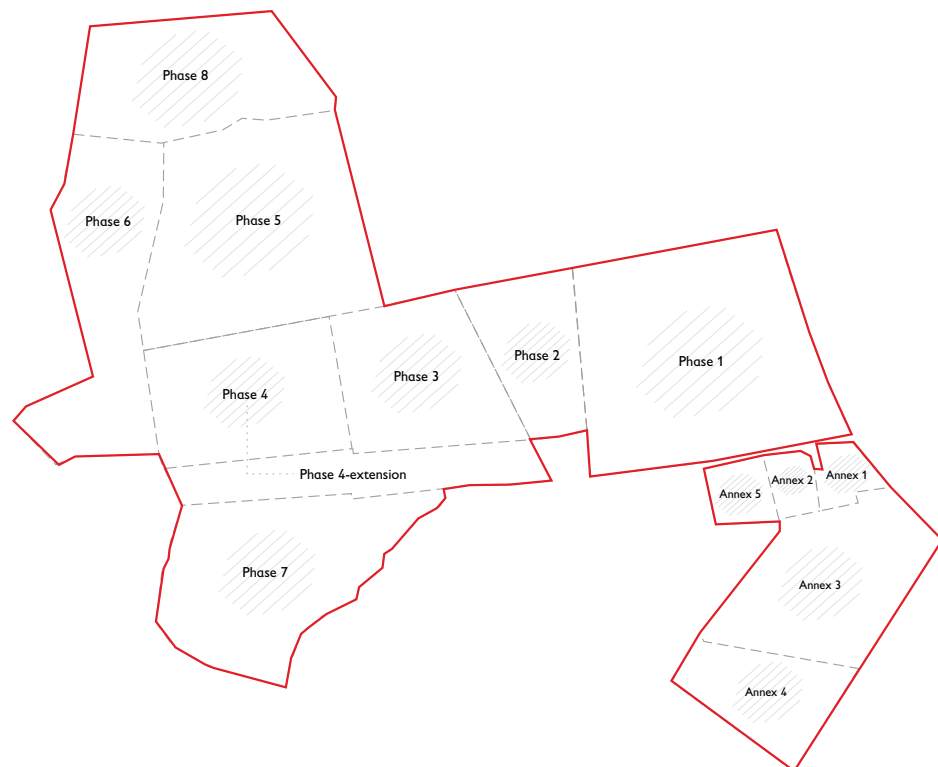 Phase 8
Phase 6
Phase 5
Phase 2
Phase 1
Phase 3
Phase 4
Phase 4-extension
Annex 1
Annex 2
Annex 5
Phase 7
Annex 3
Annex 4